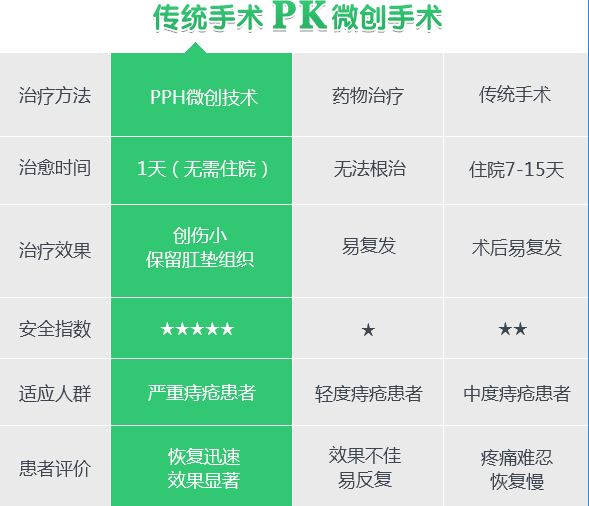 传统手术 PK 微创手术
治疗方法 PPH微创技术 药物治疗 传统手术
治愈时间 1天（无需住院） 无法根治 住院7-15天
治疗效果 创伤小 易复发 术后易复发
保留肛垫组织
安全指数 ★★★★★ ★ ★★
适应人群 严重痔疮患者 轻度痔疮患者 中度痔疮患者
患者评价 恢复迅速 效果不佳 疼痛难忍
效果显著 易反复 恢复慢